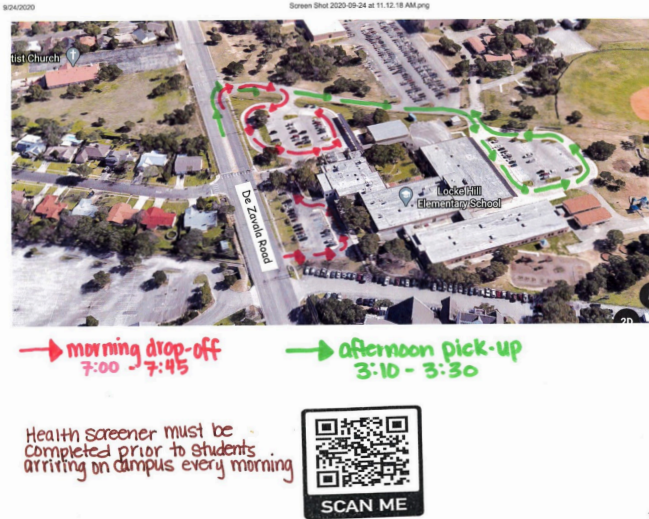 9/24/2020
Screen Shot 2020-09-24 at 11.12.18 AM.png
tist Church
De Zavala Road
Locke Hill
Elementary School
2D
morning drop-off
7:00 - 7:45
afternoon pick-up
3:10 - 3:30
Health screener must be
completed prior to students
arriving on campus every morning
SCAN ME